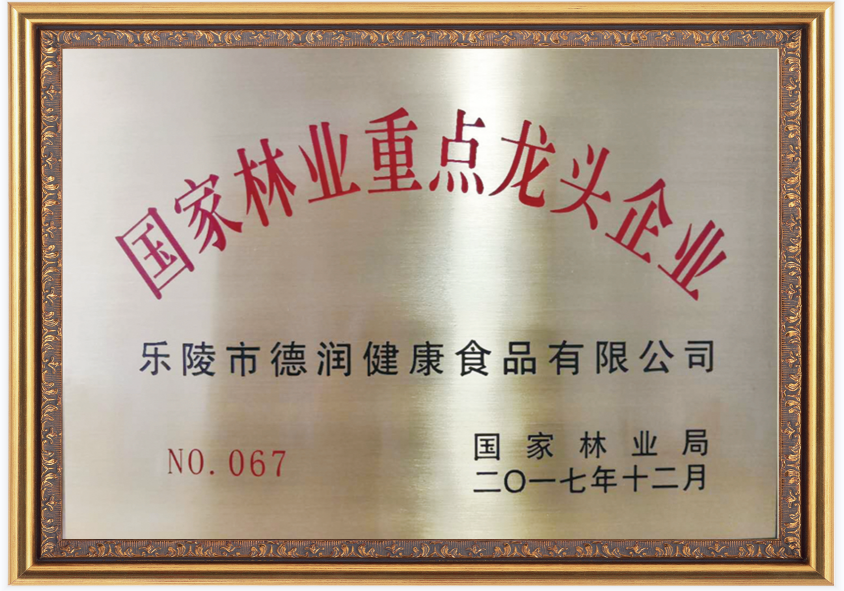 国家林业重点龙头企业
乐陵市德润健康食品有限公司
NO. 067
国家林业局
二〇一七年十二月